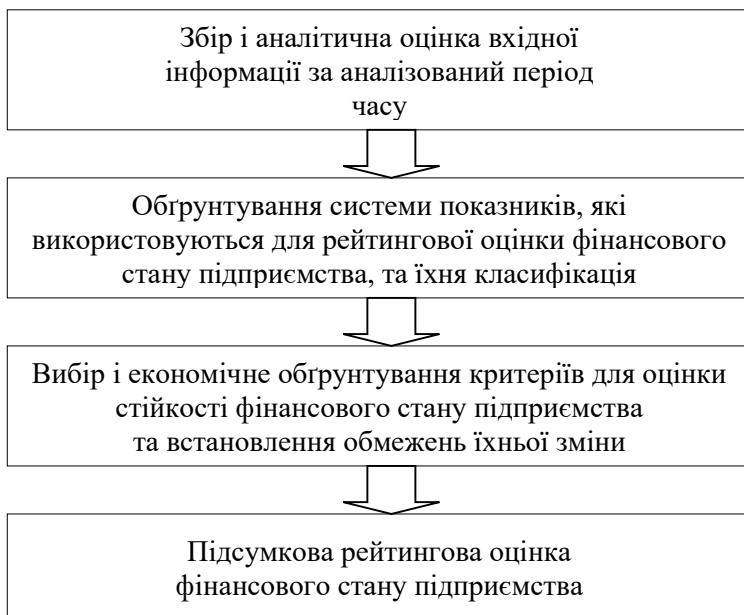 Збір і аналітична оцінка вхідної
інформації за аналізований період
часу
Обґрунтування системи показників, які
використовуються для рейтингової оцінки фінансового
стану підприємства, та їхня класифікація
Вибір і економічне обґрунтування критеріїв для оцінки
стійкості фінансового стану підприємства
та встановлення обмежень їхньої зміни
Підсумкова рейтингова оцінка
фінансового стану підприємства